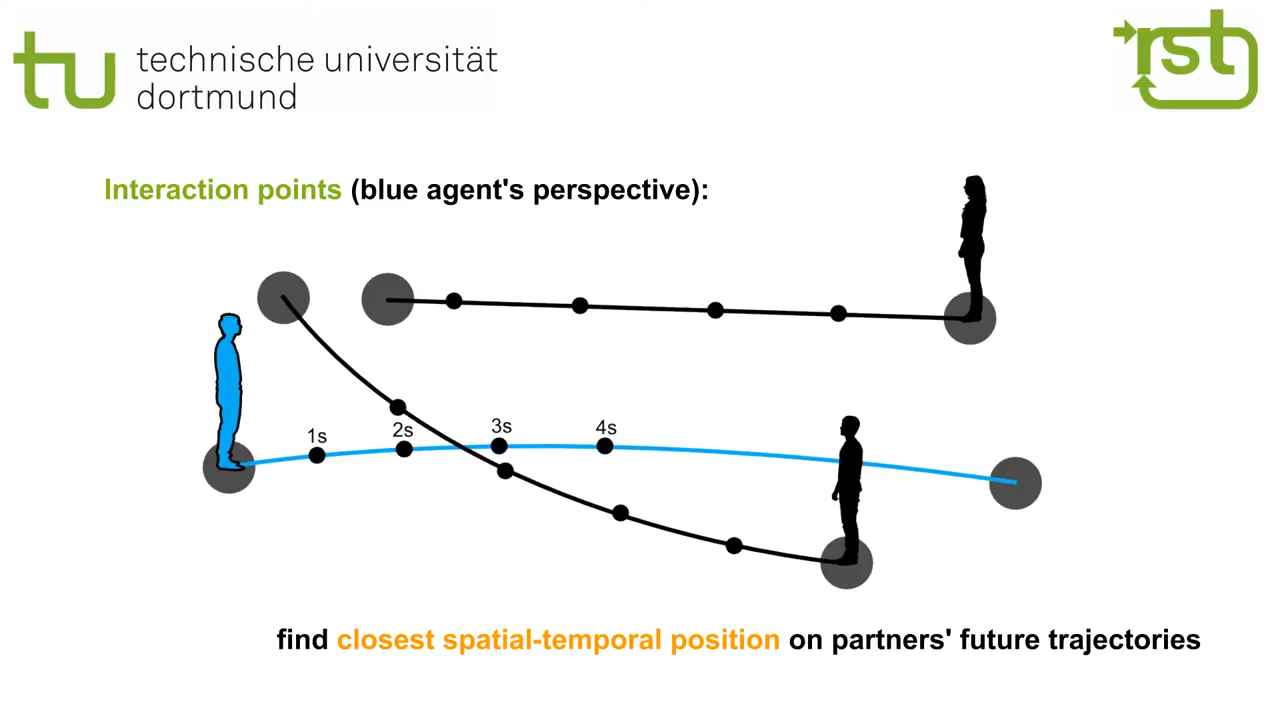 technische universität
dortmund
tu
rst
Interaction points (blue agent's perspective):
1s
2s
3s
4s
find closest spatial-temporal position on partners' future trajectories